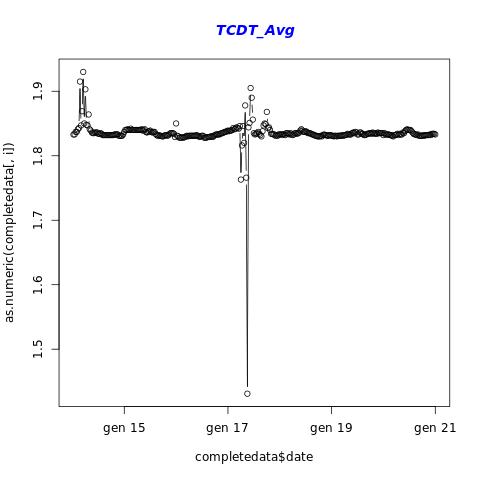 TCDT_Avg
as.numeric(completedata[, i])
1.9
1.8
1.7
1.6
1.5
gen 15 gen 17 gen 19 gen 21
completedata$date